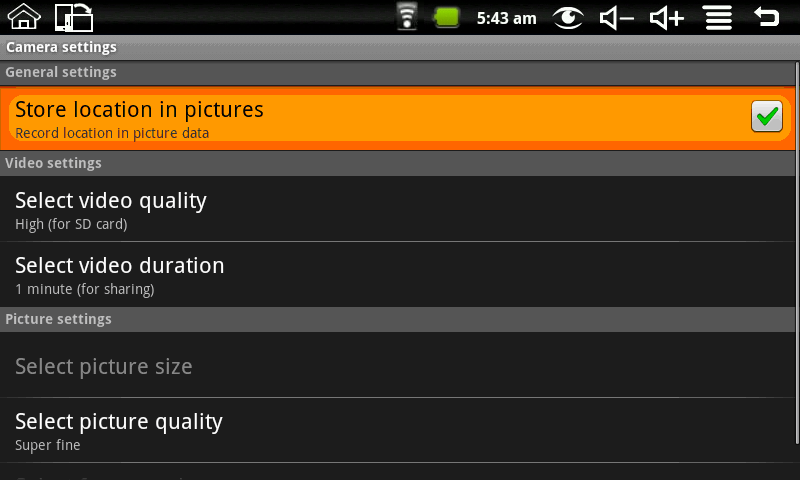 5:43 am
Camera settings
General settings
Store location in pictures
Record location in picture data
Video settings
Select video quality
High (for SD card)
Select video duration
1 minute (for sharing)
Picture settings
Select picture size
Select picture quality
Super fine